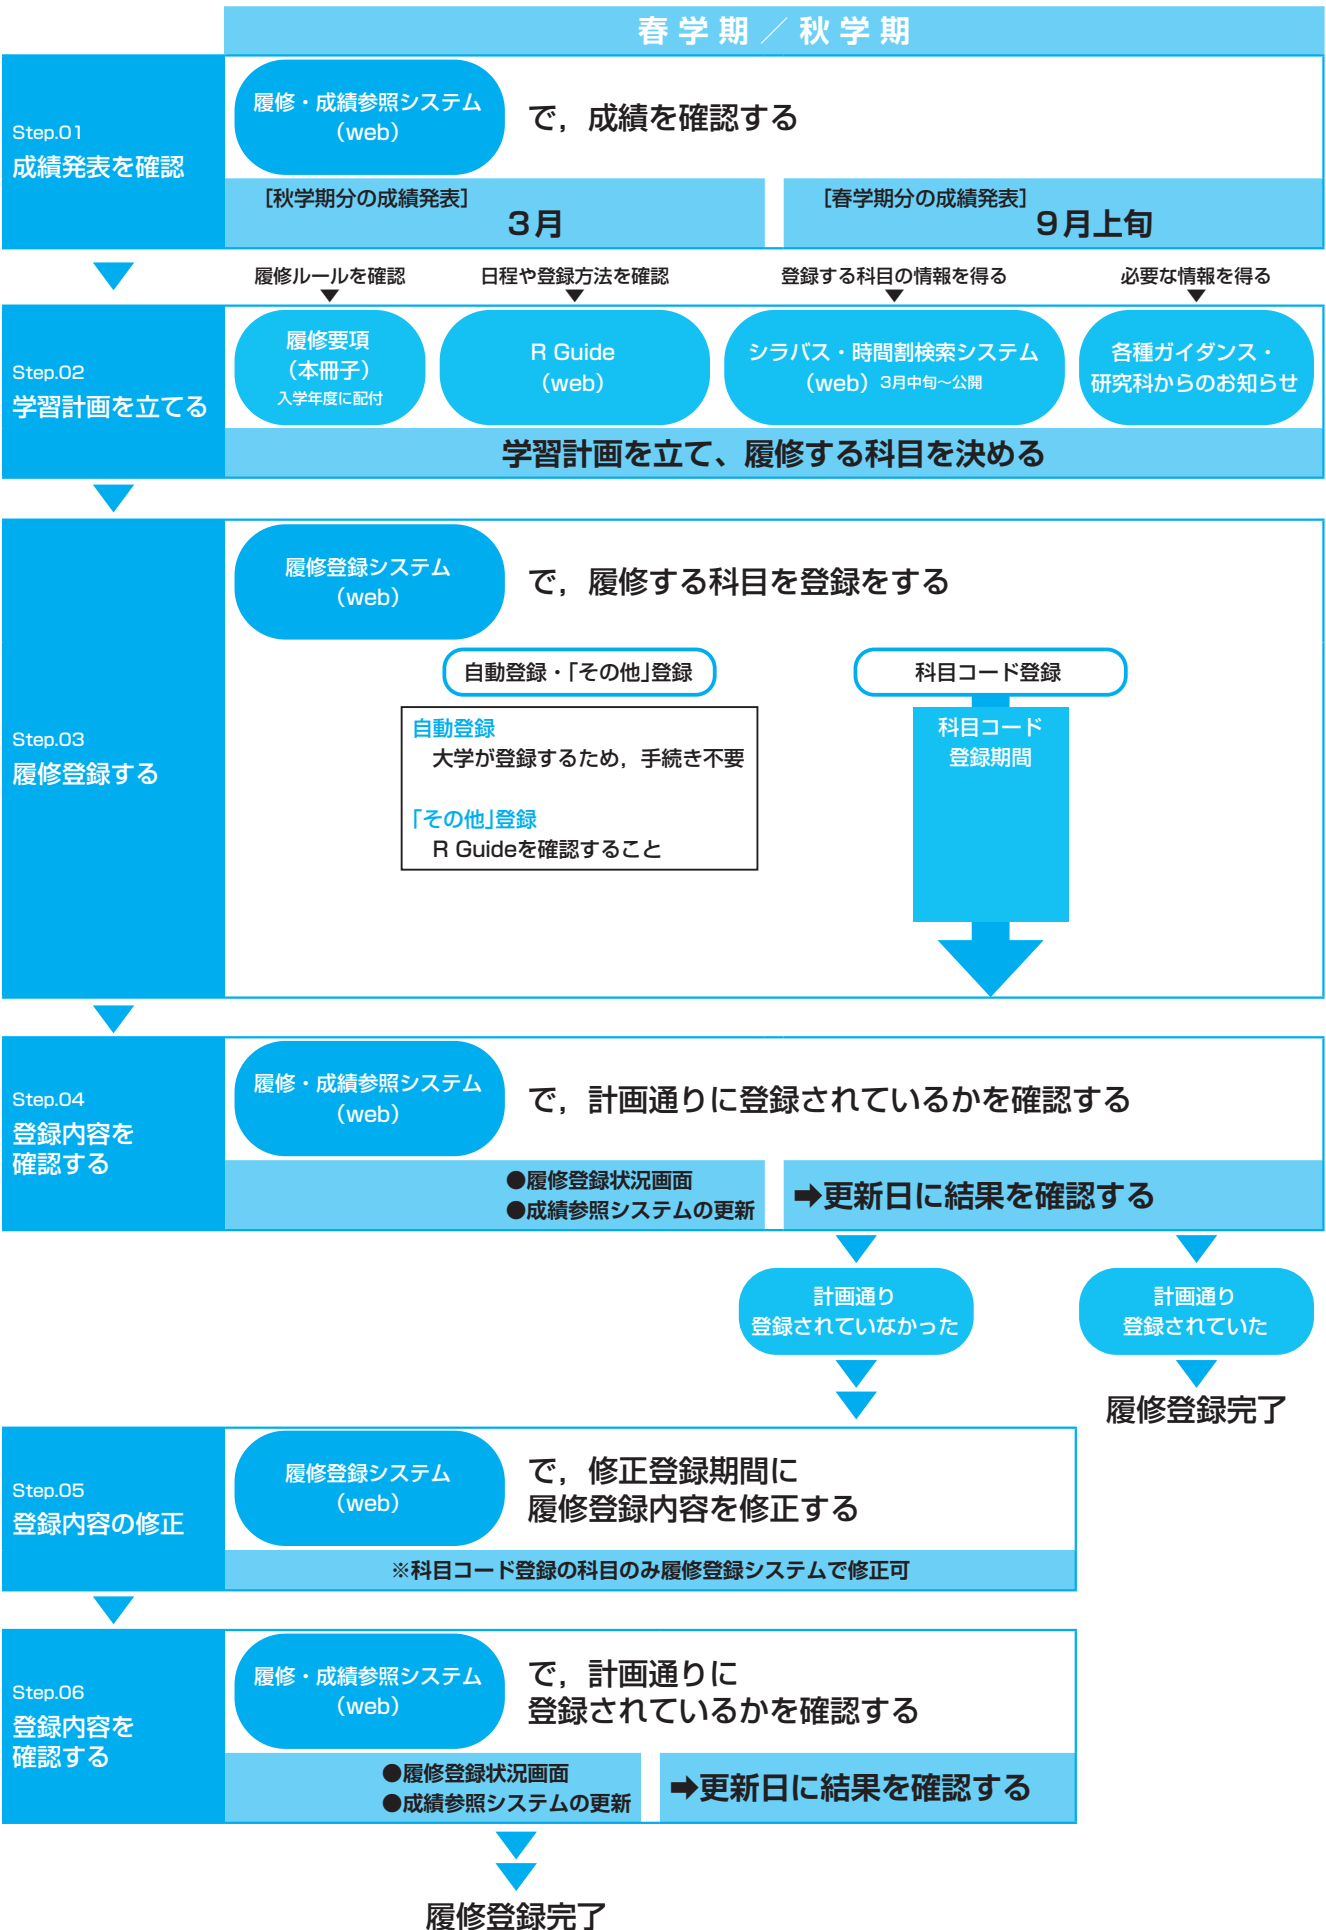 春学期／秋学期
Step.01
成績発表を確認
履修・成績参照システム
（web）
で，成績を確認する
［秋学期分の成績発表］
3月
［春学期分の成績発表］
9月上旬
履修ルールを確認
日程や登録方法を確認
登録する科目の情報を得る
必要な情報を得る
Step.02
学習計画を立てる
履修要項
（本冊子）
入学年度に配付
R Guide
（web）
シラバス・時間割検索システム
（web）3月中旬〜公開
各種ガイダンス・
研究科からのお知らせ
学習計画を立て、履修する科目を決める
Step.03
履修登録する
履修登録システム
（web）
で，履修する科目を登録をする
自動登録・「その他」登録
自動登録
大学が登録するため，手続き不要
「その他」登録
R Guideを確認すること
科目コード登録
科目コード
登録期間
Step.04
登録内容を
確認する
履修・成績参照システム
（web）
で，計画通りに登録されているかを確認する
●履修登録状況画面
●成績参照システムの更新
➡更新日に結果を確認する
計画通り
登録されていなかった
計画通り
登録されていた
履修登録完了
Step.05
登録内容の修正
履修登録システム
（web）
で，修正登録期間に
履修登録内容を修正する
※科目コード登録の科目のみ履修登録システムで修正可
Step.06
登録内容を
確認する
履修・成績参照システム
（web）
で，計画通りに
登録されているかを確認する
●履修登録状況画面
●成績参照システムの更新
➡更新日に結果を確認する
履修登録完了